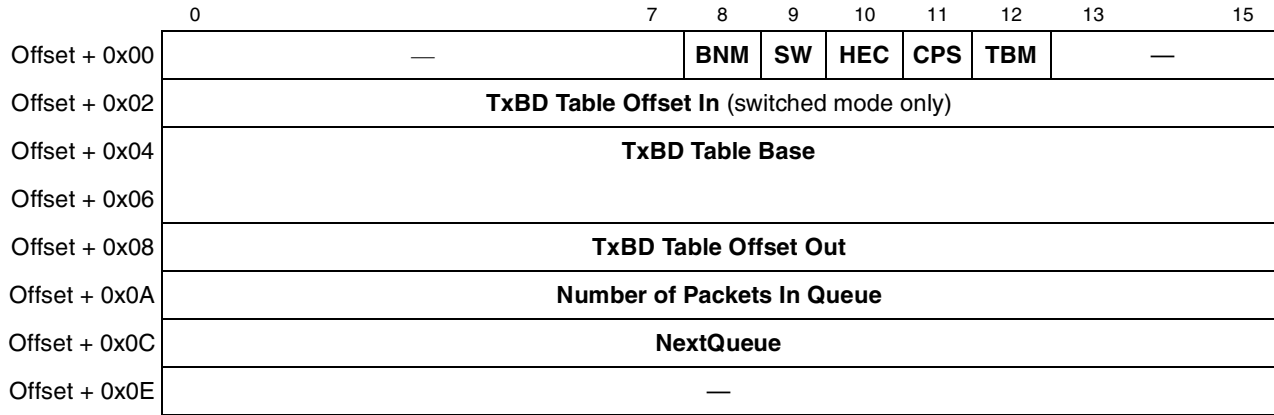 0 7 8 9 10 11 12 13 15
Offset + 0x00 — BNM SW HEC CPS TBM —
Offset + 0x02 TxBD Table Offset In (switched mode only)
Offset + 0x04 TxBD Table Base
Offset + 0x06
Offset + 0x08 TxBD Table Offset Out
Offset + 0x0A Number of Packets In Queue
Offset + 0x0C NextQueue
Offset + 0x0E —